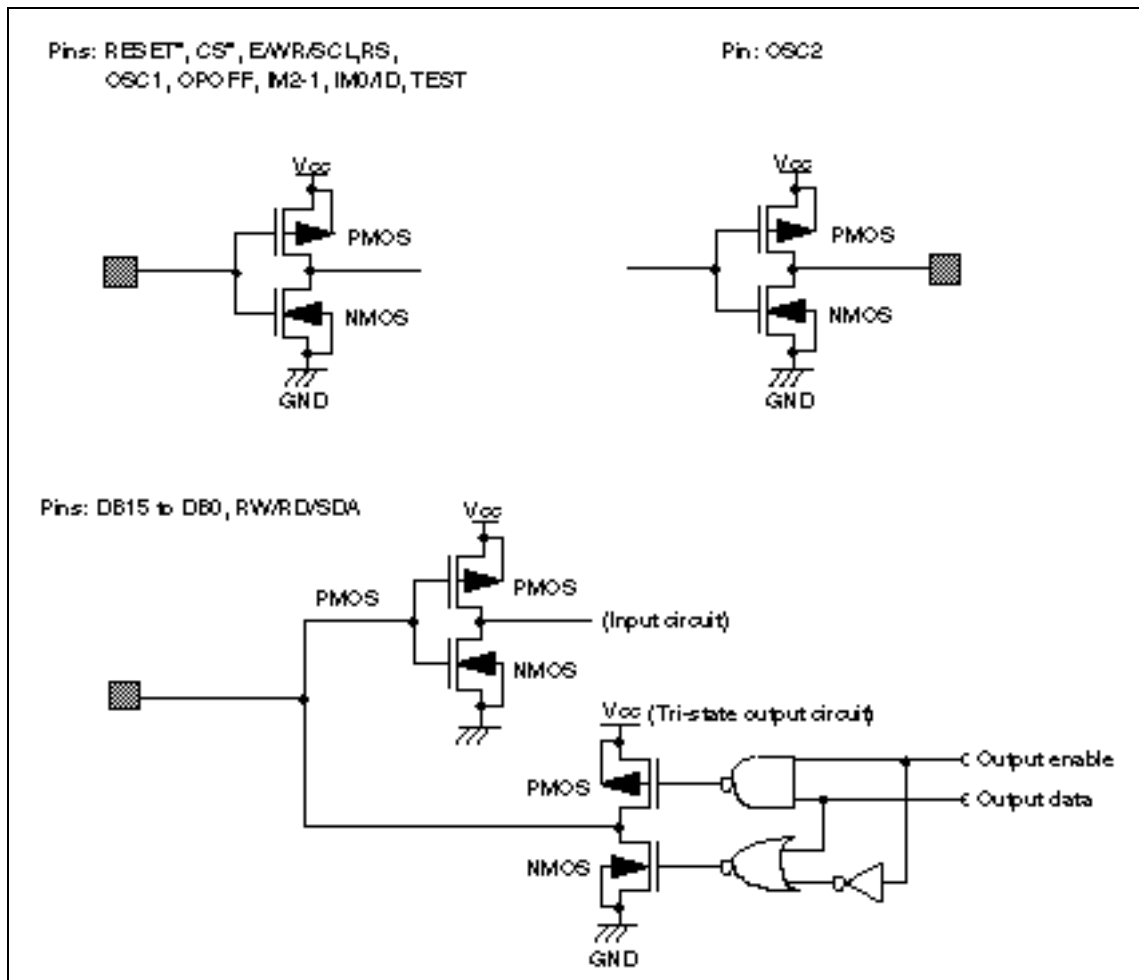 Pins: RESET*, CS*, E/WR/SCL,RS,
OSC1, OPOFF, IM2-1, IM0/ID, TEST
Pin: OSC2
Vcc
PMOS
NMOS
GND
Vcc
PMOS
NMOS
GND
Pins: DB15 to DB0, RW/RD/SDA
Vcc
PMOS
PMOS
(Input circuit)
NMOS
Vcc (Tri-state output circuit)
Output enable
PMOS
Output data
NMOS
GND